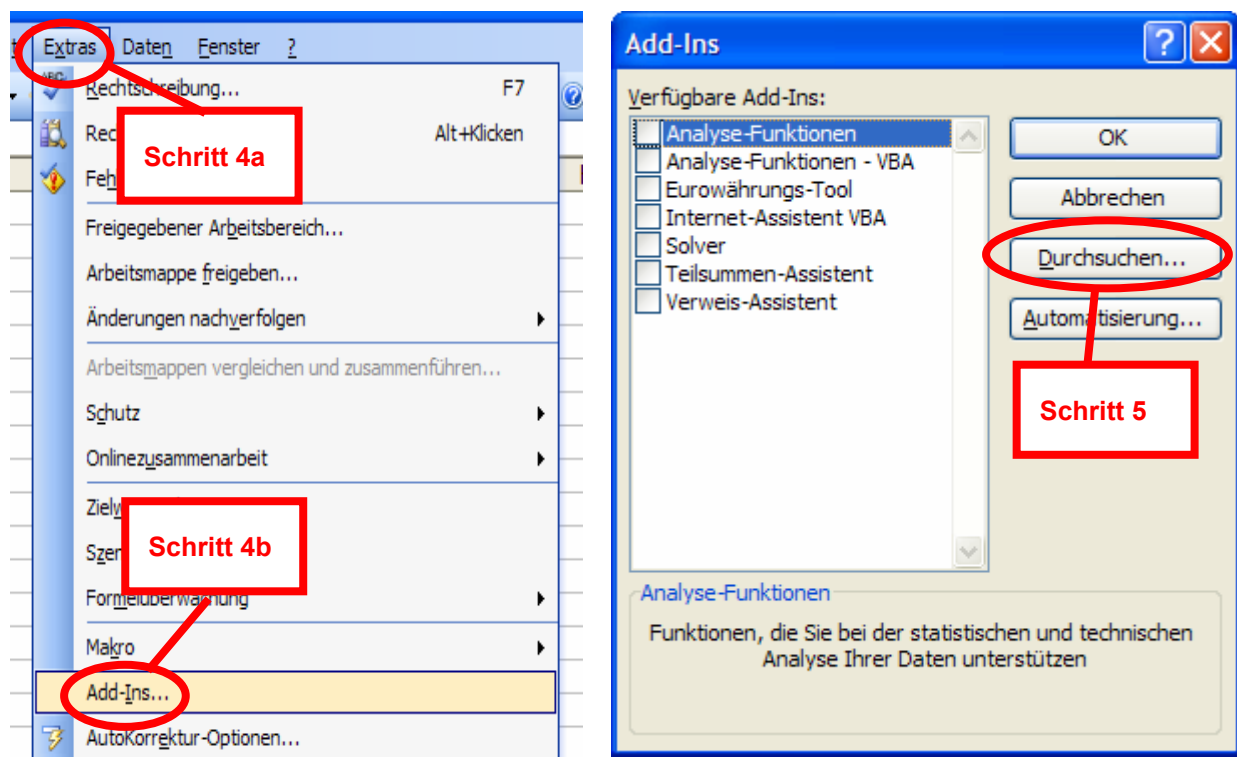 Extras Daten Fenster ?
Rechtschreibung... F7
Rec Alt+Klicken
Schritt 4a
Feh
Freigegebener Arbeitsbereich...
Arbeitsmappe freigeben...
Änderungen nachverfolgen
Arbeitsmappen vergleichen und zusammenführen...
Schutz
Onlinezusammenarbeit
Zielw
Schritt 4b
Szen
Formelüberwachung
Makro
Add-Ins...
AutoKorrektur-Optionen...
Add-Ins
Verfügbare Add-Ins:
Analyse-Funktionen
Analyse-Funktionen - VBA
Eurowährungs-Tool
Internet-Assistent VBA
Solver
Teilsummen-Assistent
Verweis-Assistent
OK
Abbrechen
Durchsuchen...
Automatisierung...
Schritt 5
Analyse-Funktionen
Funktionen, die Sie bei der statistischen und technischen
Analyse Ihrer Daten unterstützen